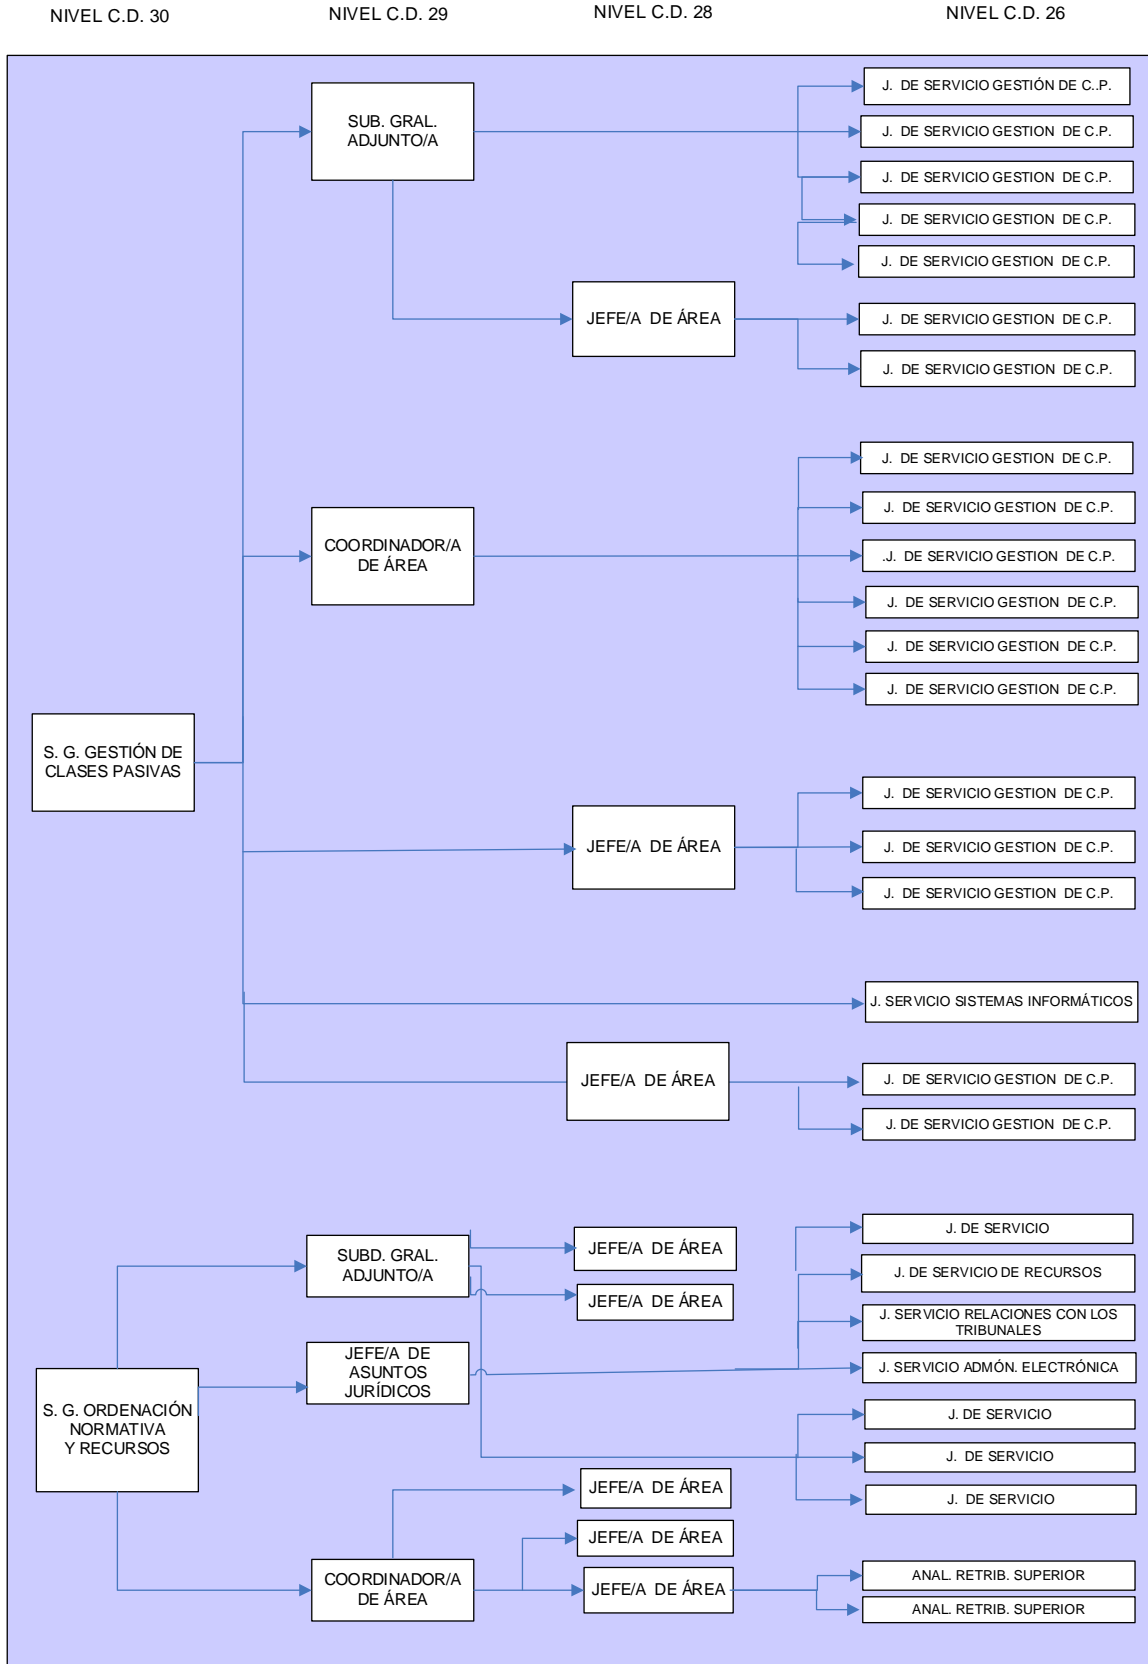 NIVEL C.D. 30
NIVEL C.D. 29
NIVEL C.D. 28
NIVEL C.D. 26
J. DE SERVICIO GESTIÓN DE C..P.
SUB. GRAL.
ADJUNTO/A
J. DE SERVICIO GESTION DE C.P.
J. DE SERVICIO GESTION DE C.P.
J. DE SERVICIO GESTION DE C.P.
J. DE SERVICIO GESTION DE C.P.
JEFE/A DE ÁREA
J. DE SERVICIO GESTION DE C.P.
J. DE SERVICIO GESTION DE C.P.
J. DE SERVICIO GESTION DE C.P.
J. DE SERVICIO GESTION DE C.P.
COORDINADOR/A
DE ÁREA
.J. DE SERVICIO GESTION DE C.P.
J. DE SERVICIO GESTION DE C.P.
J. DE SERVICIO GESTION DE C.P.
J. DE SERVICIO GESTION DE C.P.
S. G. GESTIÓN DE
CLASES PASIVAS
J. DE SERVICIO GESTION DE C.P.
JEFE/A DE ÁREA
J. DE SERVICIO GESTION DE C.P.
J. DE SERVICIO GESTION DE C.P.
J. SERVICIO SISTEMAS INFORMÁTICOS
JEFE/A DE ÁREA
J. DE SERVICIO GESTION DE C.P.
J. DE SERVICIO GESTION DE C.P.
J. DE SERVICIO
SUBD. GRAL.
ADJUNTO/A
JEFE/A DE ÁREA
J. DE SERVICIO DE RECURSOS
JEFE/A DE ÁREA
J. SERVICIO RELACIONES CON LOS
TRIBUNALES
JEFE/A DE
ASUNTOS
JURÍDICOS
J. SERVICIO ADMÓN. ELECTRÓNICA
S. G. ORDENACIÓN
NORMATIVA
Y RECURSOS
J. DE SERVICIO
J. DE SERVICIO
JEFE/A DE ÁREA
J. DE SERVICIO
JEFE/A DE ÁREA
COORDINADOR/A
DE ÁREA
JEFE/A DE ÁREA
ANAL. RETRIB. SUPERIOR
ANAL. RETRIB. SUPERIOR